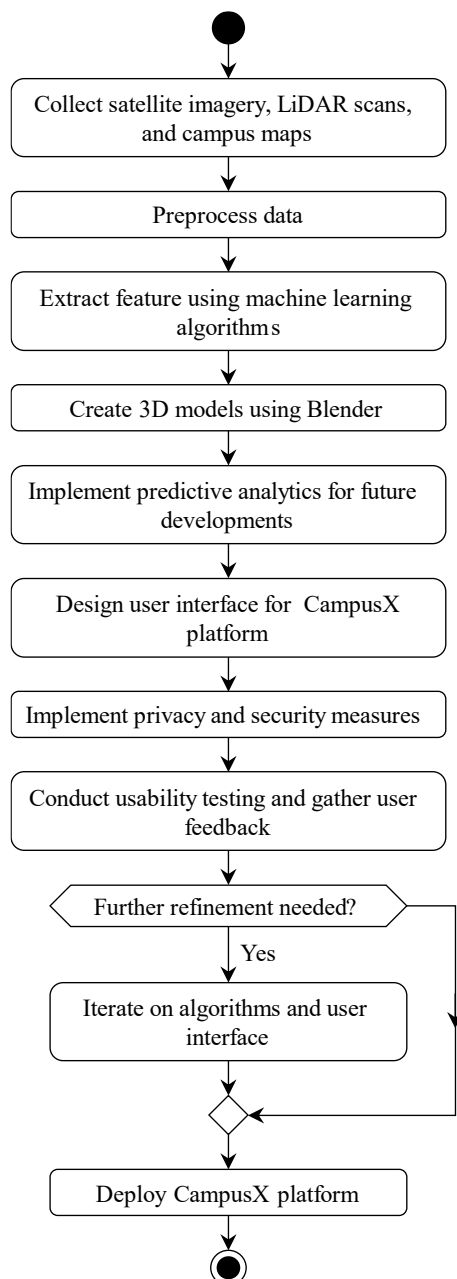 Collect satellite imagery, LiDAR scans,
and campus maps
Preprocess data
Extract feature using machine learning
algorithms
Create 3D models using Blender
Implement predictive analytics for future
developments
Design user interface for CampusX
platform
Implement privacy and security measures
Conduct usability testing and gather user
feedback
Further refinement needed?
Yes
Iterate on algorithms and user
interface
Deploy CampusX platform